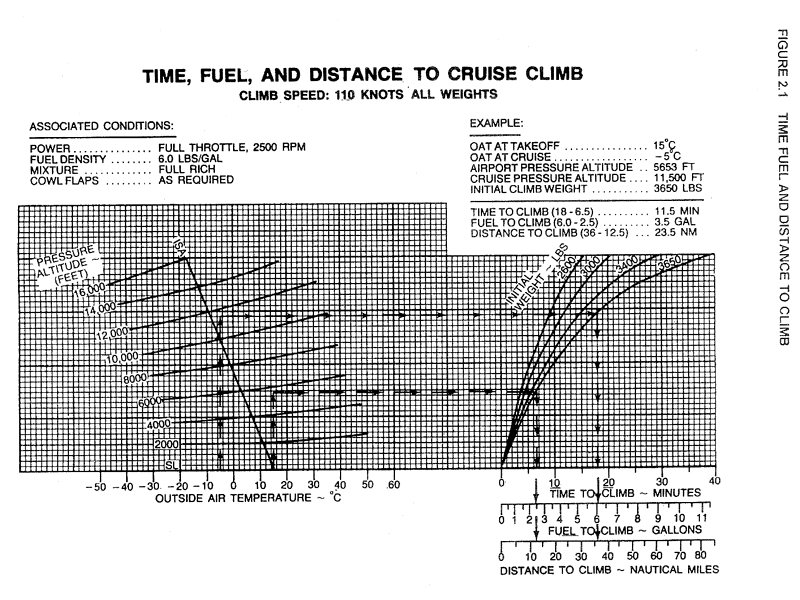 TIME, FUEL, AND DISTANCE TO CRUISE CLIMB
CLIMB SPEED: 110 KNOTS ALL WEIGHTS
ASSOCIATED CONDITIONS:
POWER ............... FULL THROTTLE, 2500 RPM
FUEL DENSITY ........ 6.0 LBS/GAL
MIXTURE ............. FULL RICH
COWL FLAPS ......... AS REQUIRED
EXAMPLE:
OAT AT TAKEOFF ............... 15°C
OAT AT CRUISE ................. −5°C
AIRPORT PRESSURE ALTITUDE .. 5653 FT
CRUISE PRESSURE ALTITUDE .... 11,500 FT
INITIAL CLIMB WEIGHT ........... 3650 LBS
TIME TO CLIMB (18 - 6.5) .......... 11.5 MIN
FUEL TO CLIMB (6.0 - 2.5) ......... 3.5 GAL
DISTANCE TO CLIMB (36 - 12.5) ... 23.5 NM
PRESSURE
ALTITUDE ~
(FEET)
ISA
16,000
14,000
12,000
10,000
8000
6000
4000
2000
SL
-50 -40 -30 -20 -10 0 10 20 30 40 50 60
OUTSIDE AIR TEMPERATURE ~ °C
INITIAL
WEIGHT ~ LBS
2600
3000
3400
3650
0 10 20 30 40
TIME TO CLIMB ~ MINUTES
0 1 2 3 4 5 6 7 8 9 10 11
FUEL TO CLIMB ~ GALLONS
0 10 20 30 40 50 60 70 80
DISTANCE TO CLIMB ~ NAUTICAL MILES
FIGURE 2.1 TIME FUEL AND DISTANCE TO CLIMB